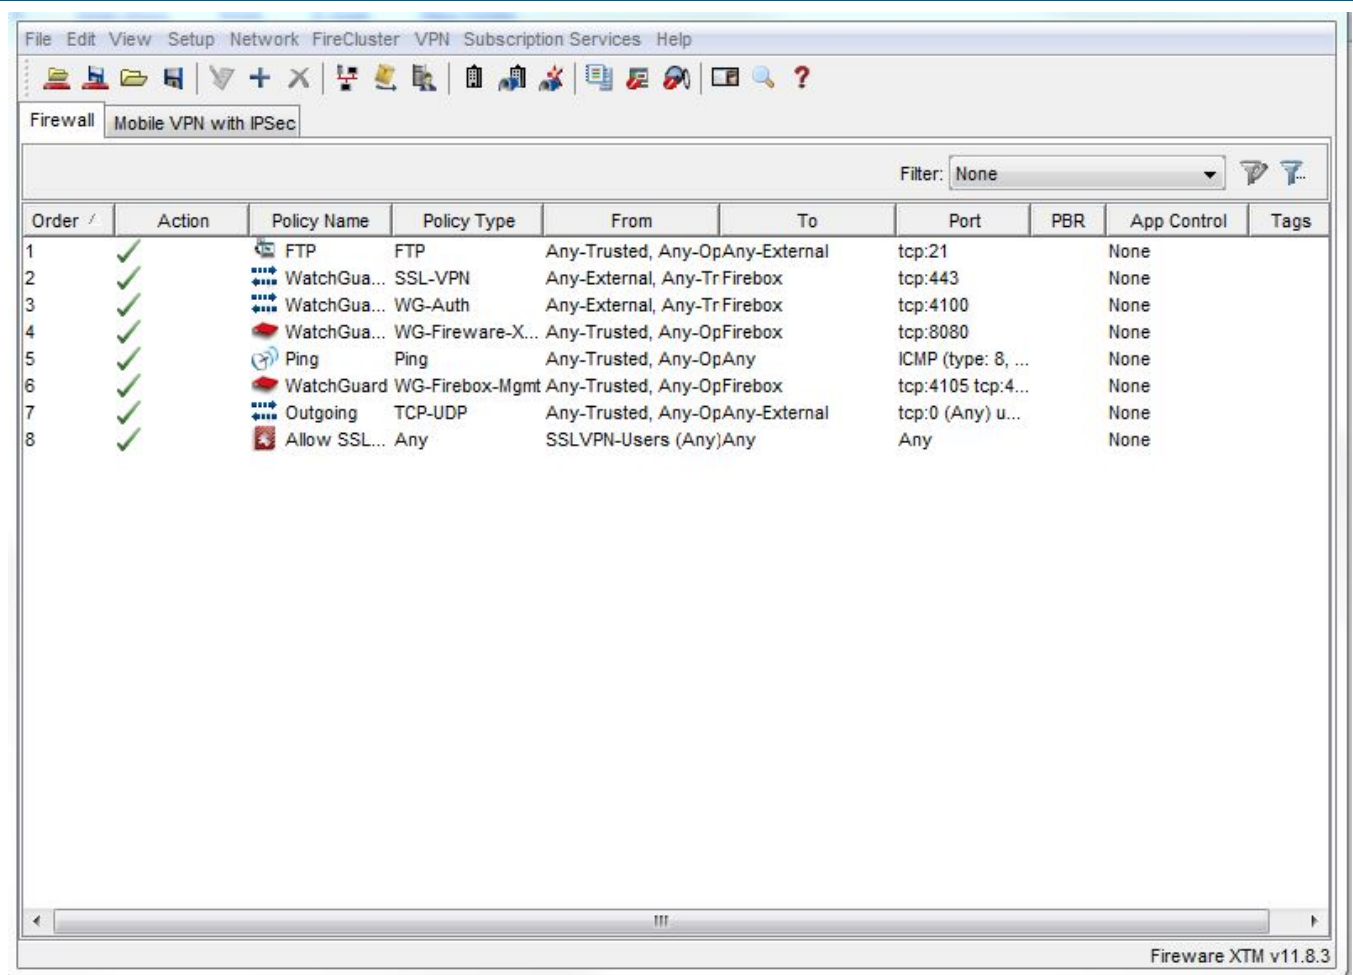 File Edit View Setup Network FireCluster VPN Subscription Services Help
Firewall Mobile VPN with IPSec
Filter: None
Order Action Policy Name Policy Type From To Port PBR App Control Tags
1 FTP FTP Any-Trusted, Any-Op Any-External tcp:21 None
2 WatchGua... SSL-VPN Any-External, Any-Tr Firebox tcp:443 None
3 WatchGua... WG-Auth Any-External, Any-Tr Firebox tcp:4100 None
4 WatchGua... WG-Fireware-X... Any-Trusted, Any-Op Firebox tcp:8080 None
5 Ping Ping Any-Trusted, Any-Op Any ICMP (type: 8, ... None
6 WatchGuard WG-Firebox-Mgmt Any-Trusted, Any-Op Firebox tcp:4105 tcp:4... None
7 Outgoing TCP-UDP Any-Trusted, Any-Op Any-External tcp:0 (Any) u... None
8 Allow SSL... Any SSLVPN-Users (Any) Any Any None
Fireware XTM v11.8.3